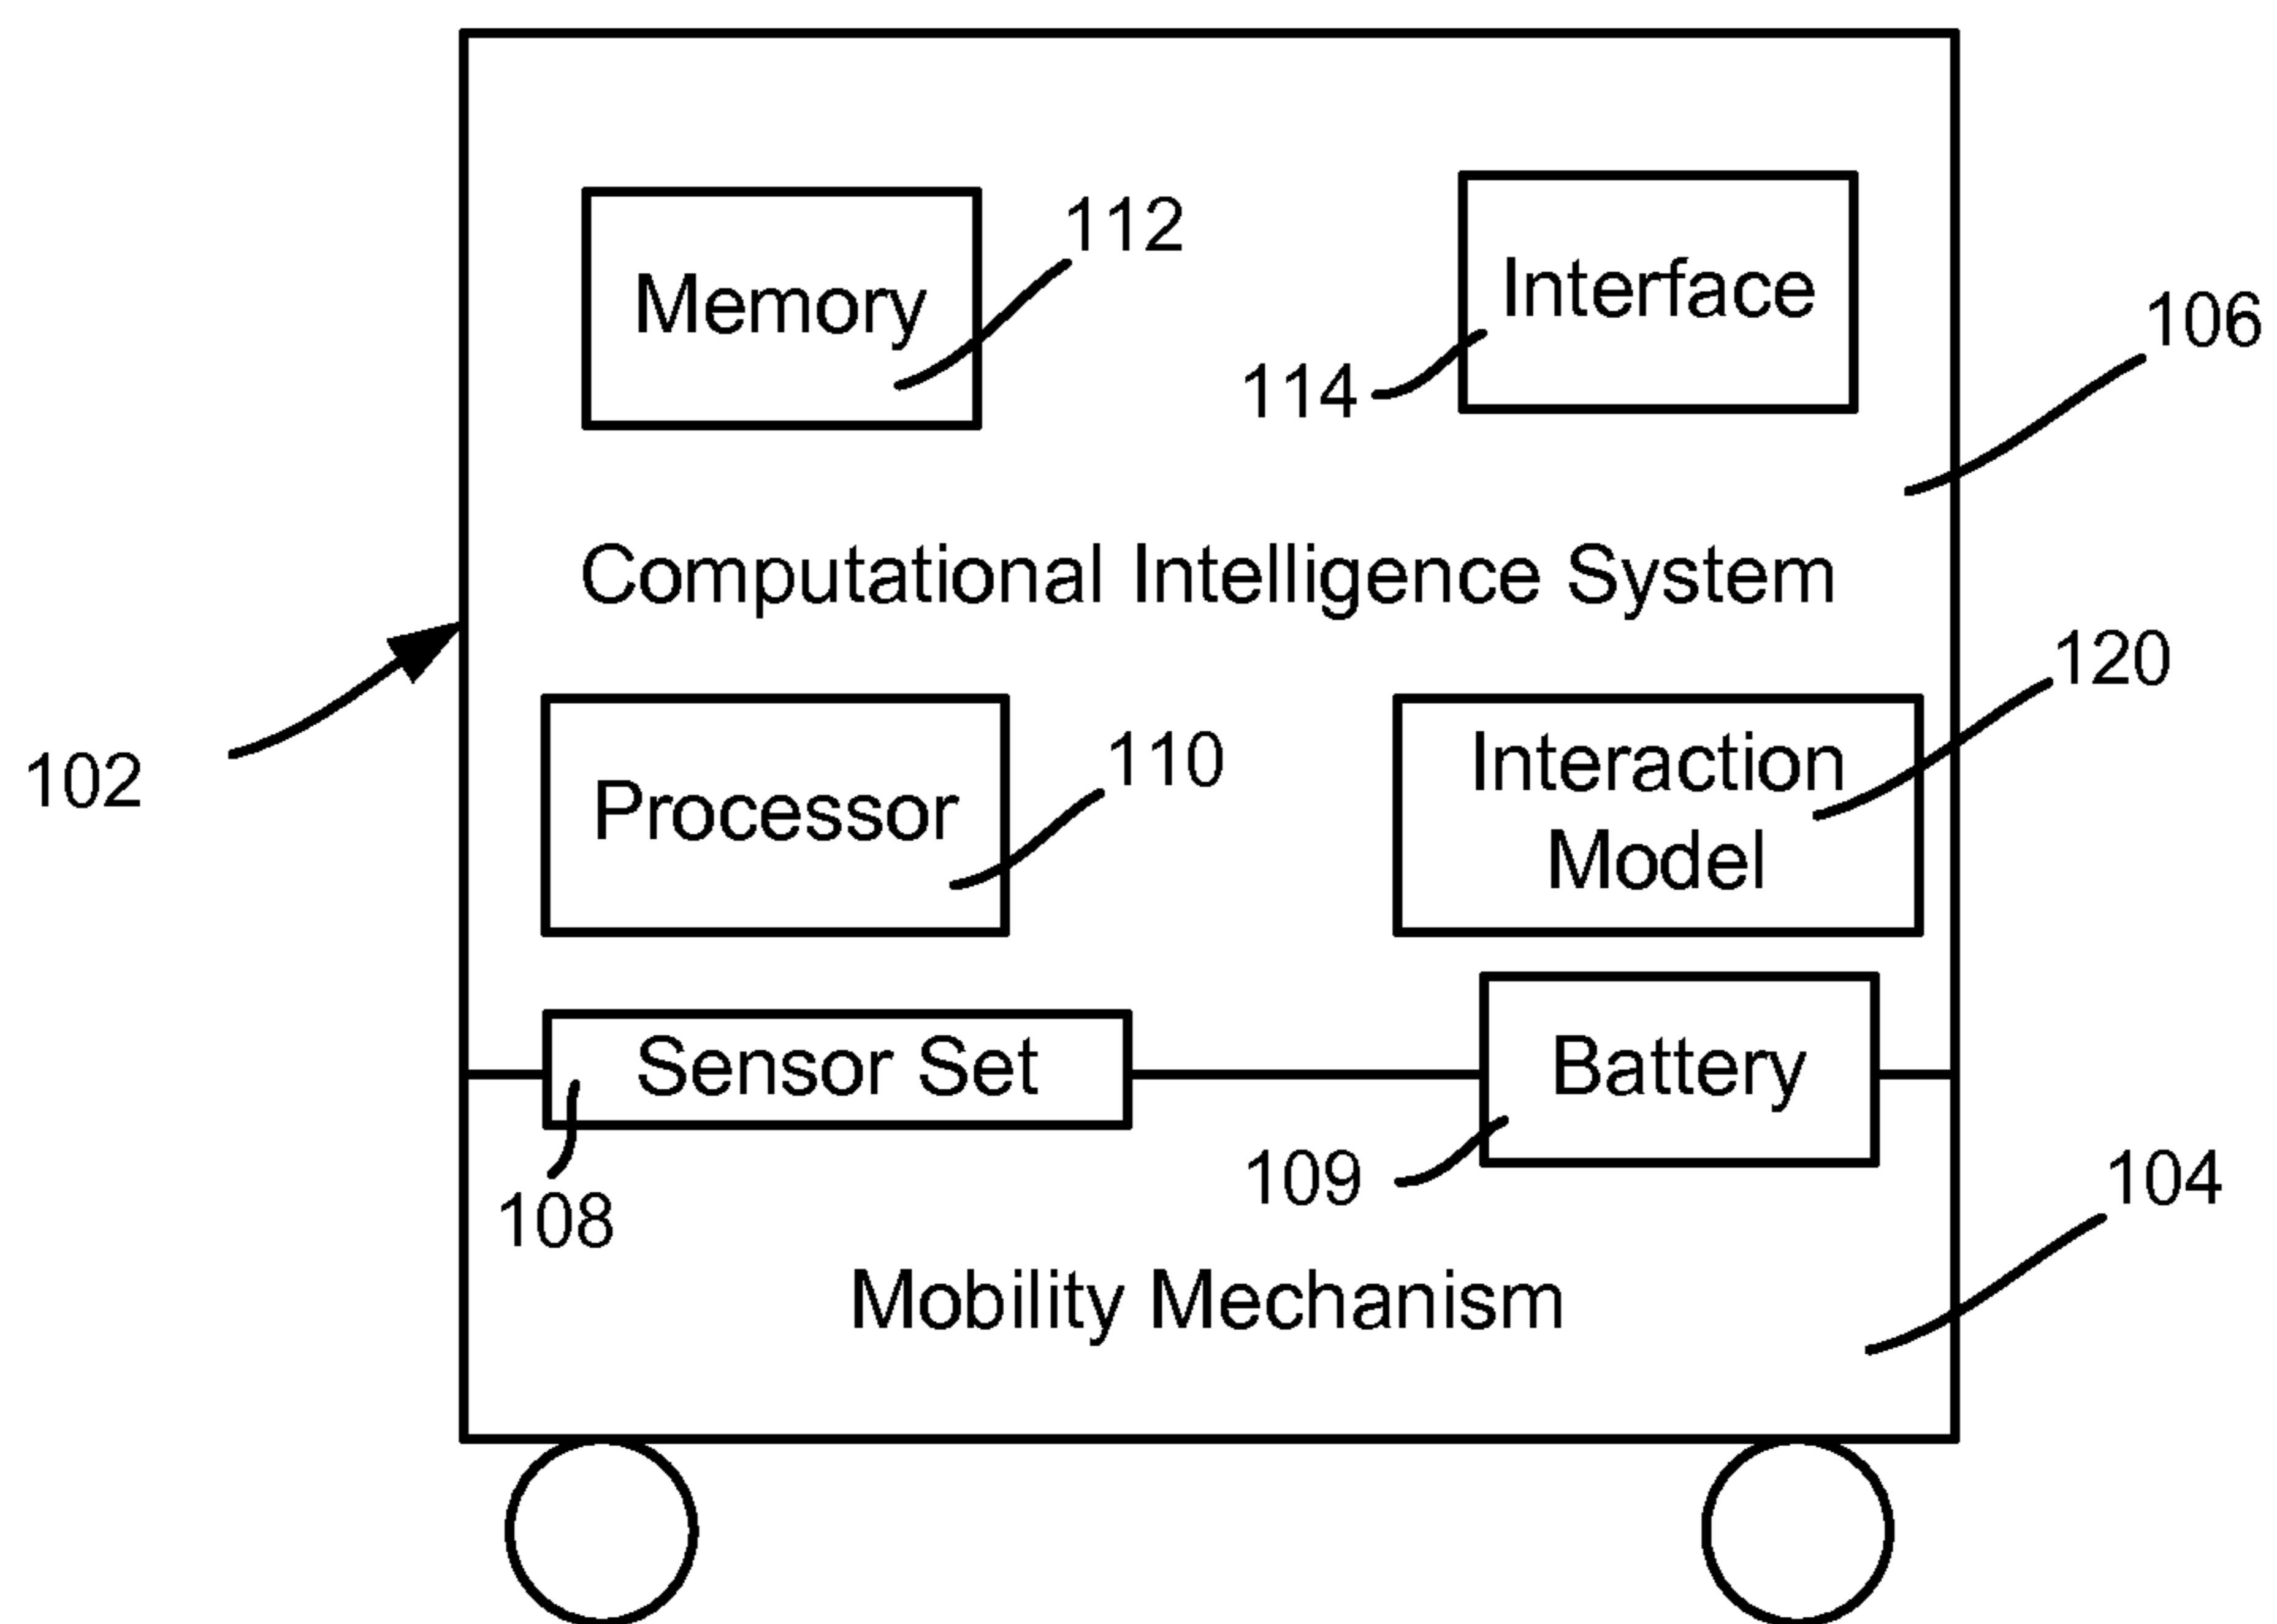 Memory
112
Interface
114
106
Computational Intelligence System
102
Processor
110
Interaction
Model
120
Sensor Set
108
Battery
109
104
Mobility Mechanism